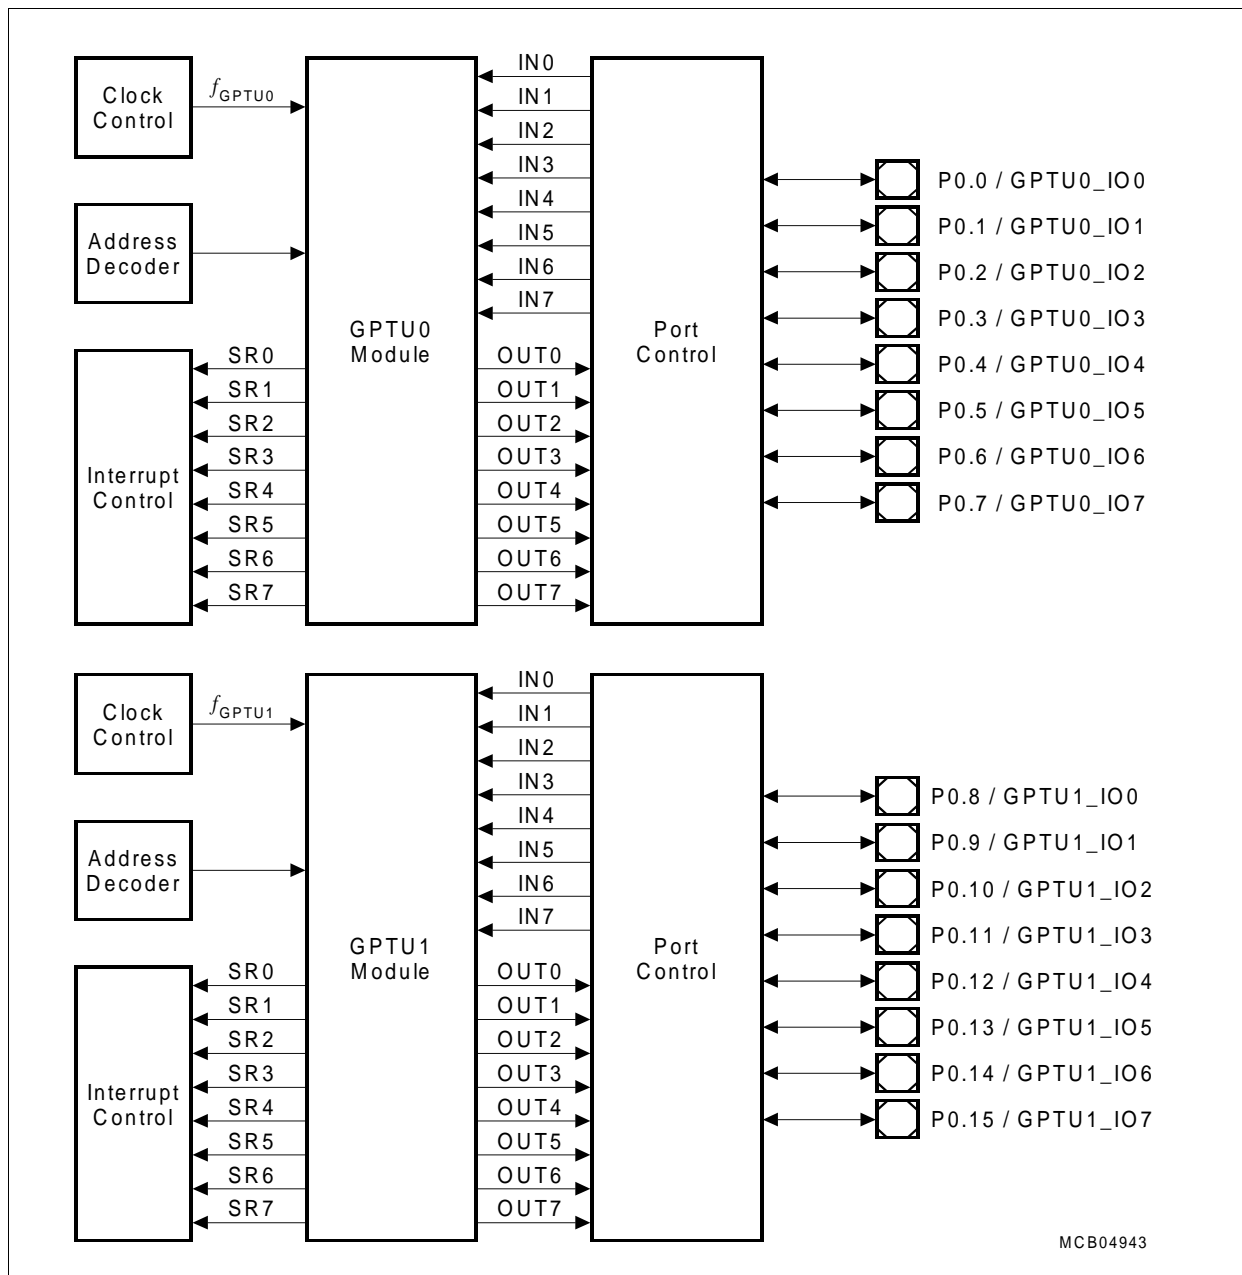 Clock
Control
fGPTU0
Address
Decoder
Interrupt
Control
SR0
SR1
SR2
SR3
SR4
SR5
SR6
SR7
GPTU0
Module
IN0
IN1
IN2
IN3
IN4
IN5
IN6
IN7
OUT0
OUT1
OUT2
OUT3
OUT4
OUT5
OUT6
OUT7
Port
Control
P0.0 / GPTU0_IO0
P0.1 / GPTU0_IO1
P0.2 / GPTU0_IO2
P0.3 / GPTU0_IO3
P0.4 / GPTU0_IO4
P0.5 / GPTU0_IO5
P0.6 / GPTU0_IO6
P0.7 / GPTU0_IO7
Clock
Control
fGPTU1
Address
Decoder
Interrupt
Control
SR0
SR1
SR2
SR3
SR4
SR5
SR6
SR7
GPTU1
Module
IN0
IN1
IN2
IN3
IN4
IN5
IN6
IN7
OUT0
OUT1
OUT2
OUT3
OUT4
OUT5
OUT6
OUT7
Port
Control
P0.8 / GPTU1_IO0
P0.9 / GPTU1_IO1
P0.10 / GPTU1_IO2
P0.11 / GPTU1_IO3
P0.12 / GPTU1_IO4
P0.13 / GPTU1_IO5
P0.14 / GPTU1_IO6
P0.15 / GPTU1_IO7
MCB04943